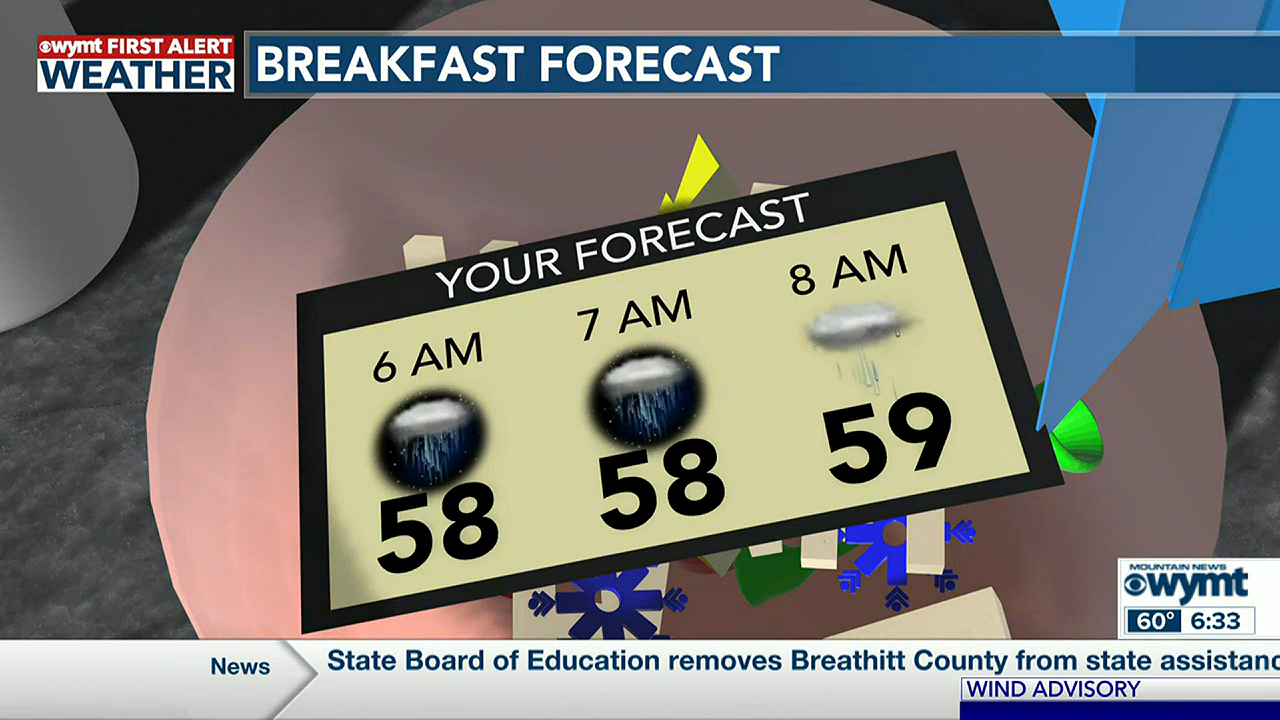 wymt FIRST ALERT
WEATHER
BREAKFAST FORECAST
YOUR FORECAST
6 AM
7 AM
8 AM
58
58
59
MOUNTAIN NEWS
wymt
60° 6:33
News
State Board of Education removes Breathitt County from state assistanc
WIND ADVISORY